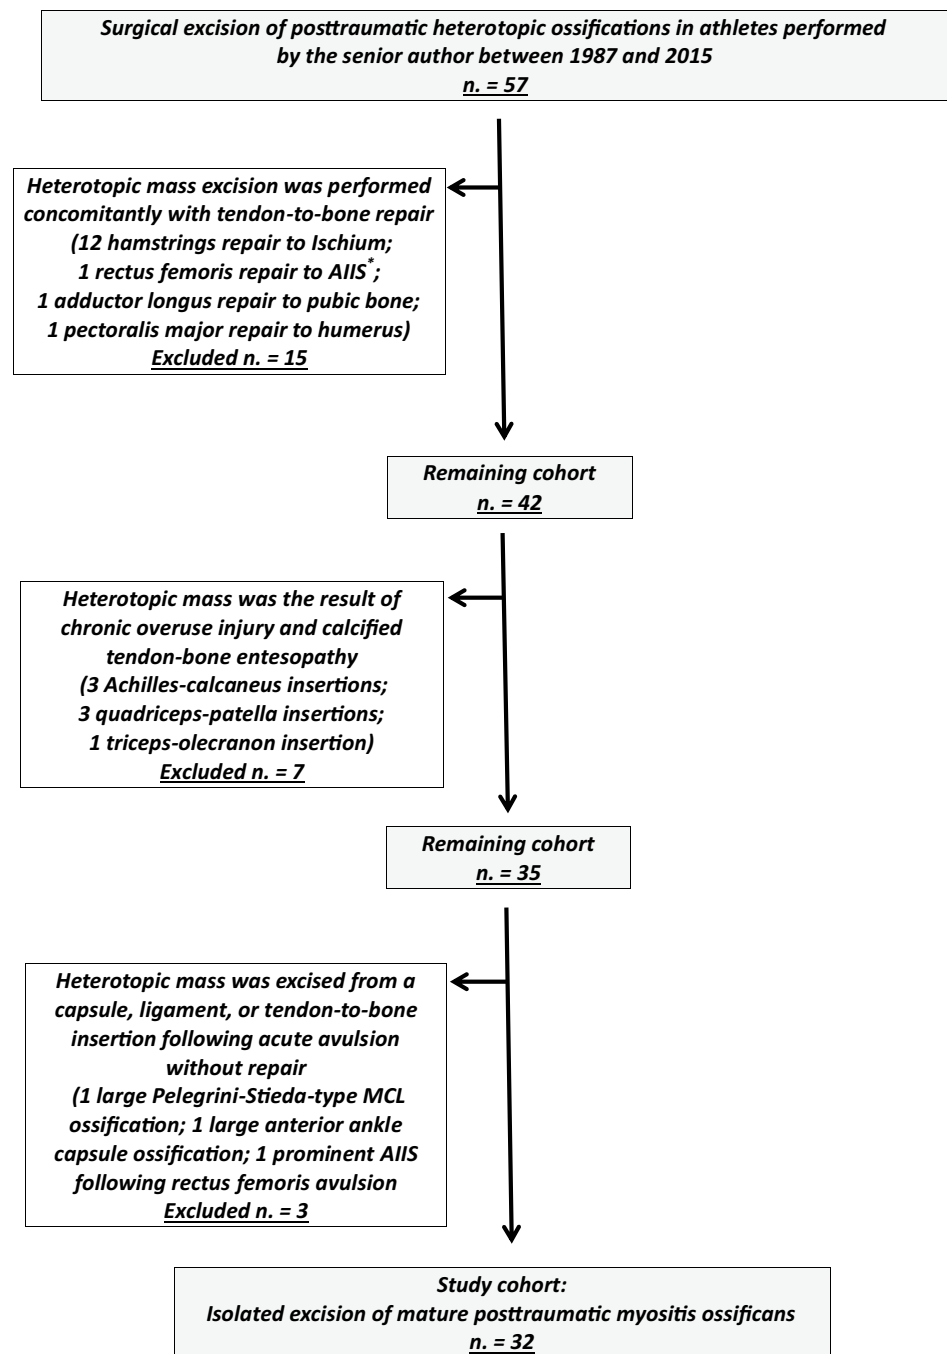 Surgical excision of posttraumatic heterotopic ossifications in athletes performed
by the senior author between 1987 and 2015
n. = 57
Heterotopic mass excision was performed
concomitantly with tendon-to-bone repair
(12 hamstrings repair to Ischium;
1 rectus femoris repair to AIIS*;
1 adductor longus repair to pubic bone;
1 pectoralis major repair to humerus)
Excluded n. = 15
Remaining cohort
n. = 42
Heterotopic mass was the result of
chronic overuse injury and calcified
tendon-bone entesopathy
(3 Achilles-calcaneus insertions;
3 quadriceps-patella insertions;
1 triceps-olecranon insertion)
Excluded n. = 7
Remaining cohort
n. = 35
Heterotopic mass was excised from a
capsule, ligament, or tendon-to-bone
insertion following acute avulsion
without repair
(1 large Pelegrini-Stieda-type MCL
ossification; 1 large anterior ankle
capsule ossification; 1 prominent AIIS
following rectus femoris avulsion
Excluded n. = 3
Study cohort:
Isolated excision of mature posttraumatic myositis ossificans
n. = 32